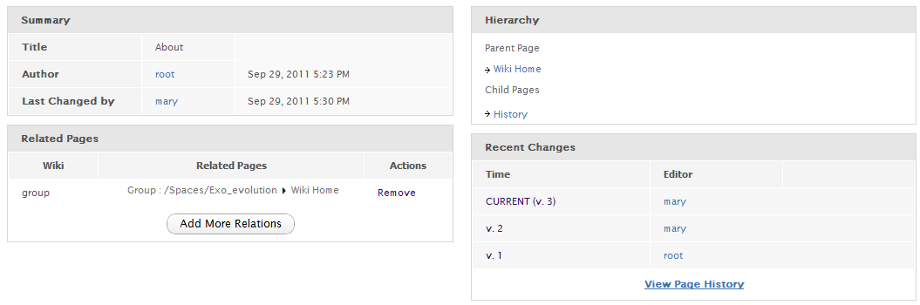 Summary
Title About
Author root Sep 29, 2011 5:23 PM
Last Changed by mary Sep 29, 2011 5:30 PM
Related Pages
Wiki Related Pages Actions
group Group : /Spaces/Exo_evolution Wiki Home Remove
Add More Relations
Hierarchy
Parent Page
Wiki Home
Child Pages
History
Recent Changes
Time Editor
CURRENT (v. 3) mary
v. 2 mary
v. 1 root
View Page History